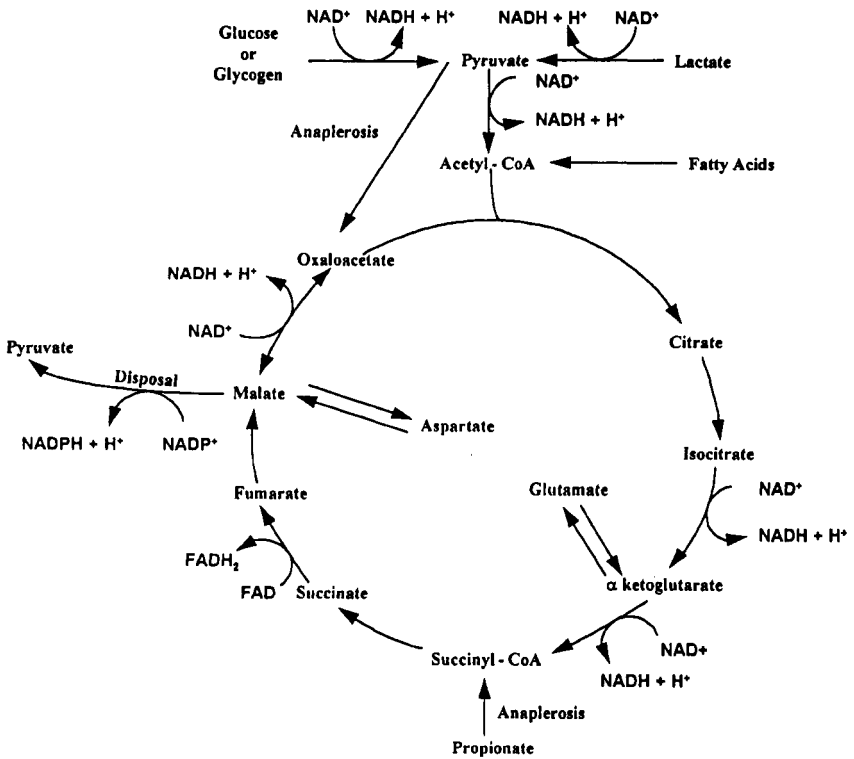 NAD⁺ NADH + H⁺
NADH + H⁺ NAD⁺
Glucose
or
Glycogen
Pyruvate
Lactate
NAD⁺
NADH + H⁺
Anaplerosis
Acetyl - CoA
Fatty Acids
Oxaloacetate
NADH + H⁺
NAD⁺
Citrate
Pyruvate
Disposal
Malate
NADPH + H⁺
NADP⁺
Aspartate
Isocitrate
Fumarate
Glutamate
NAD⁺
NADH + H⁺
FADH₂
FAD
Succinate
α ketoglutarate
Succinyl - CoA
NAD+
NADH + H⁺
Anaplerosis
Propionate